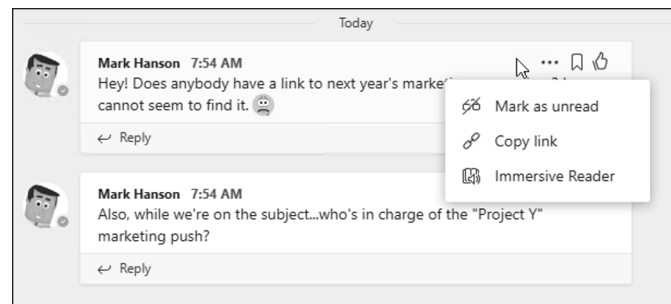 Today
Mark Hanson 7:54 AM
Hey! Does anybody have a link to next year's
cannot seem to find it.
Reply
Mark as unread
Copy link
Immersive Reader
Mark Hanson 7:54 AM
Also, while we're on the subject...who's in charge of the "Project Y"
marketing push?
Reply